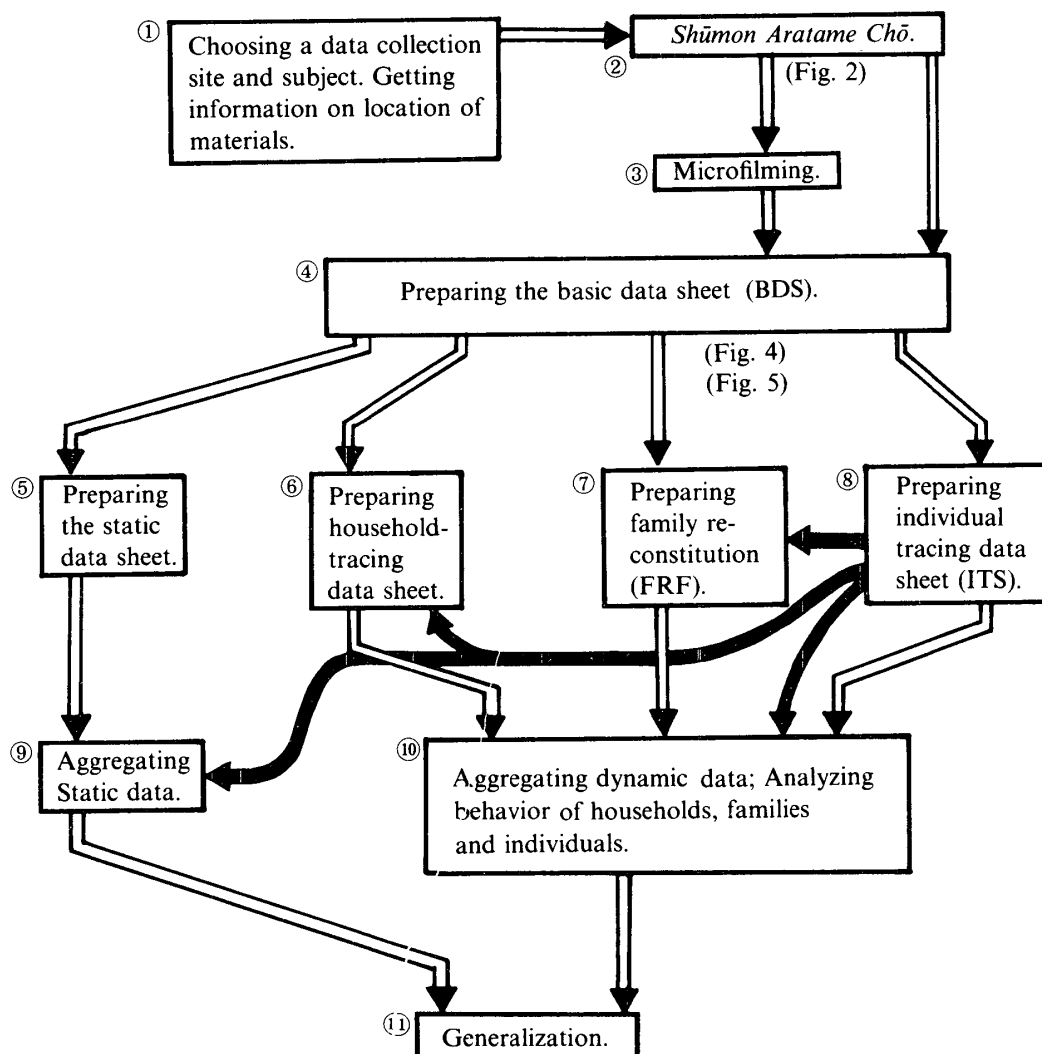 ①
Choosing a data collection
site and subject. Getting
information on location of
materials.
②
Shūmon Aratame Chō.
(Fig. 2)
③
Microfilming.
④
Preparing the basic data sheet (BDS).
(Fig. 4)
(Fig. 5)
⑤
Preparing
the static
data sheet.
⑥
Preparing
household-
tracing
data sheet.
⑦
Preparing
family re-
constitution
(FRF).
⑧
Preparing
individual
tracing data
sheet (ITS).
⑨
Aggregating
Static data.
⑩
Aggregating dynamic data; Analyzing
behavior of households, families
and individuals.
⑪
Generalization.